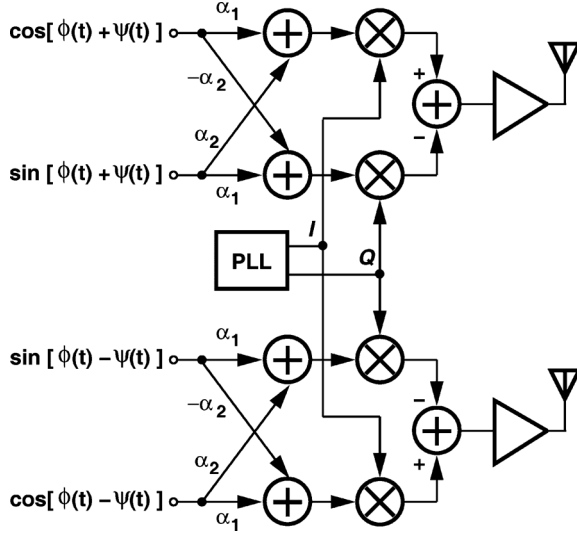 cos[ ϕ(t) +ψ(t) ]
α1
+
−α2
α2
−
sin [ ϕ(t) +ψ(t) ]
α1
I
PLL
Q
sin [ ϕ(t) −ψ(t) ]
α1
−
−α2
α2
+
cos[ ϕ(t) −ψ(t) ]
α1